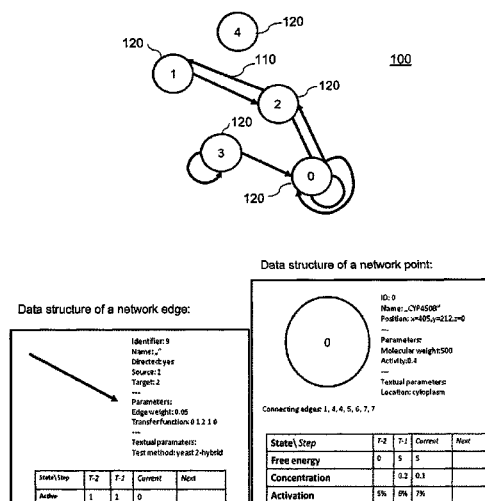 4
120
120
110
100
1
120
2
120
3
120
0
Data structure of a network point:
ID: 0
Name: „CYP450B"
Position: x=405,y=212,z=0
---
Parameters:
Molecular weight:500
Activity:0.4
---
Textual parameters:
Location: cytoplasm
0
Connecting edges: 1, 4, 4, 5, 6, 7, 7
State\ Step T-2 T-1 Current Next
Free energy 0 5 5
Concentration 0.2 0.3
Activation 5% 6% 7%
Data structure of a network edge:
Identifier: 9
Name: „"
Directed: yes
Source: 1
Target: 2
---
Parameters:
Edge weight: 0.05
Transfer function: 0 1 2 1 0
---
Textual parameters:
Test method: yeast 2-hybrid
State\Step T-2 T-1 Current Next
Active 1 1 0